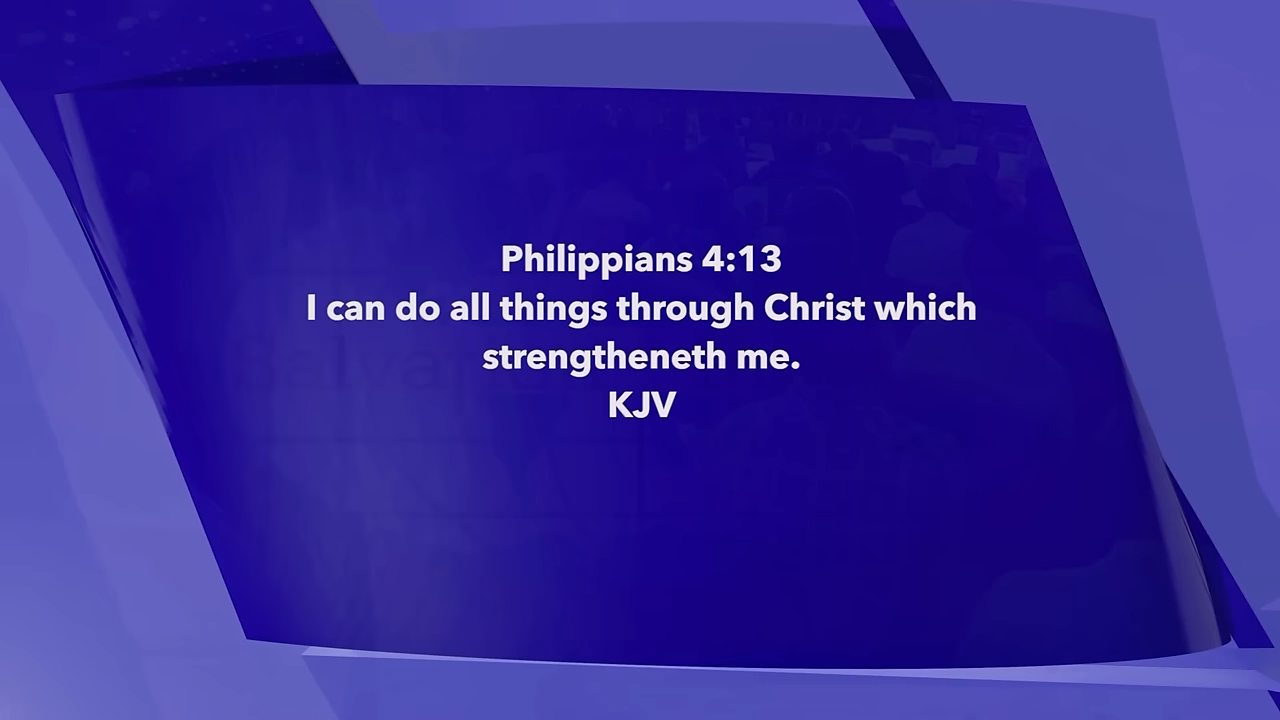 Philippians 4:13
I can do all things through Christ which
strengtheneth me.
KJV